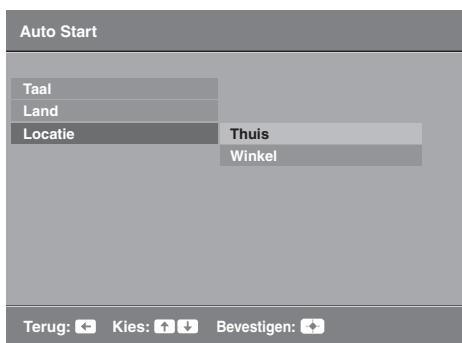 Auto Start
Taal
Land
Locatie Thuis
Winkel
Terug: Kies: Bevestigen: